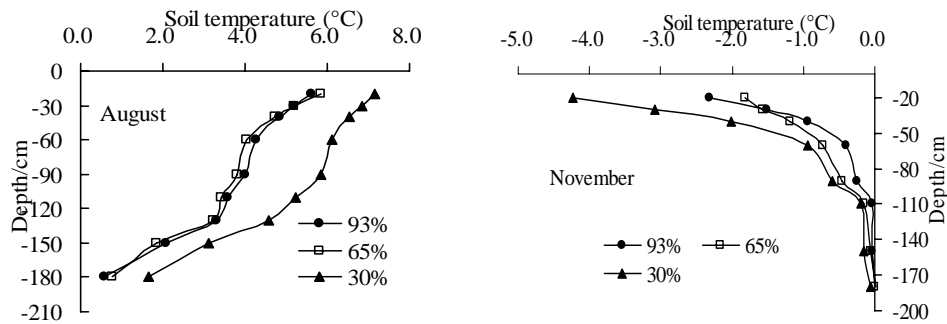 Soil temperature (°C)
0.0 2.0 4.0 6.0 8.0
0
-30
-60
-90
-120
-150
-180
-210
Depth/cm
August
93%
65%
30%
Soil temperature (°C)
-5.0 -4.0 -3.0 -2.0 -1.0 0.0
-20
-50
-80
-110
-140
-170
-200
Depth/cm
November
93% 65%
30%